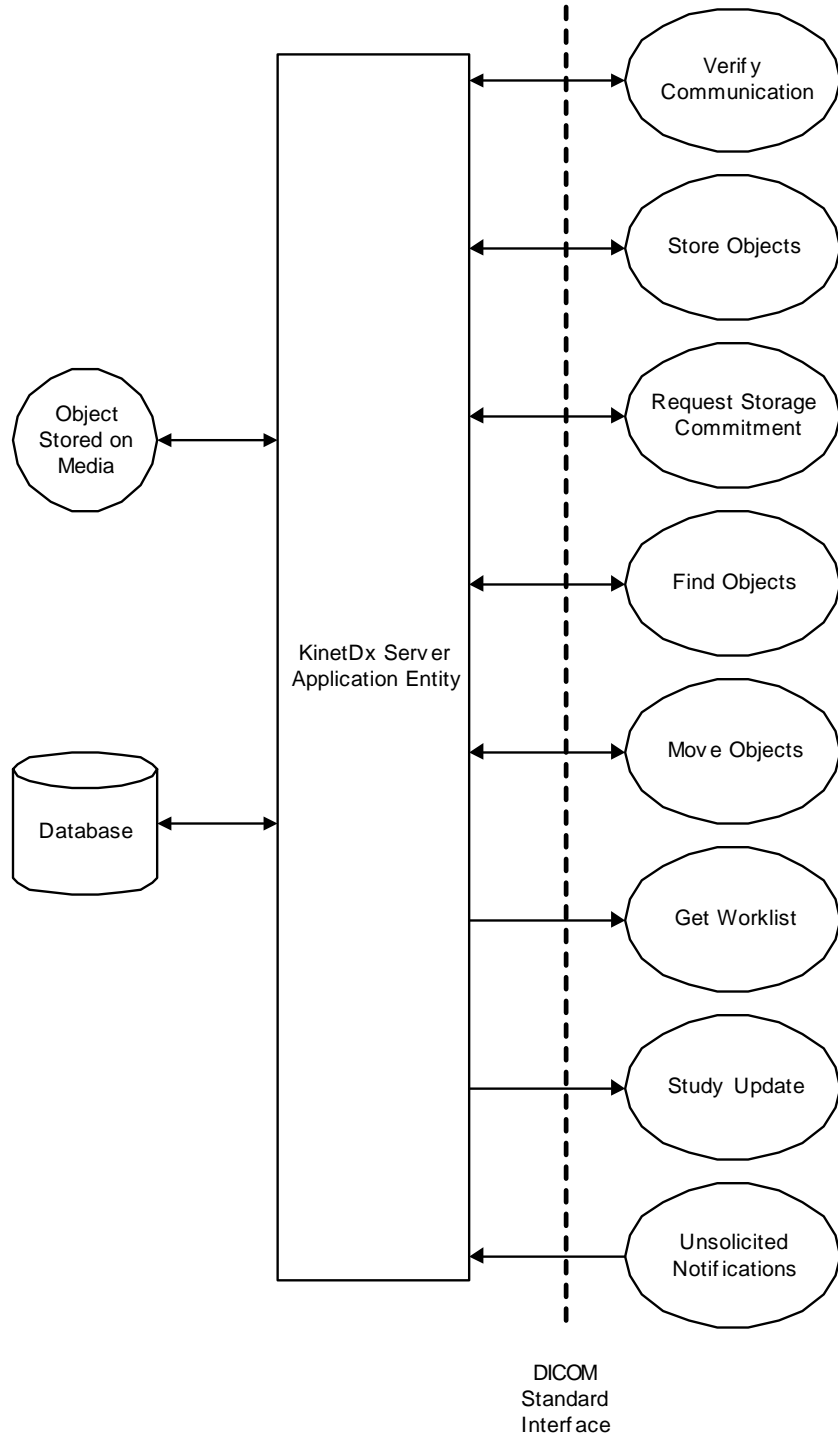 Verify
Communication
Store Objects
Object
Stored on
Media
Request Storage
Commitment
Find Objects
KinetDx Server
Application Entity
Move Objects
Database
Get Worklist
Study Update
Unsolicited
Notifications
DICOM
Standard
Interface